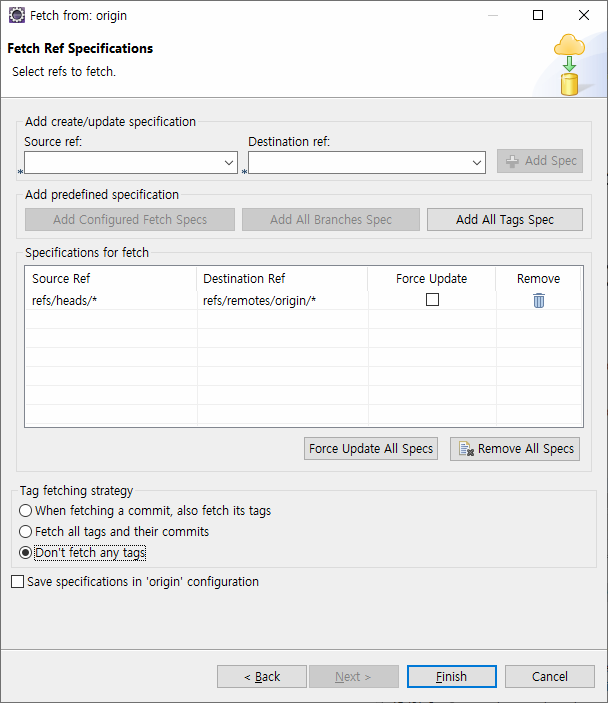 Fetch from: origin
Fetch Ref Specifications
Select refs to fetch.
Add create/update specification
Source ref: Destination ref:
* * Add Spec
Add predefined specification
Add Configured Fetch Specs Add All Branches Spec Add All Tags Spec
Specifications for fetch
Source Ref Destination Ref Force Update Remove
refs/heads/* refs/remotes/origin/*
Force Update All Specs Remove All Specs
Tag fetching strategy
When fetching a commit, also fetch its tags
Fetch all tags and their commits
Don't fetch any tags
Save specifications in 'origin' configuration
< Back Next > Finish Cancel